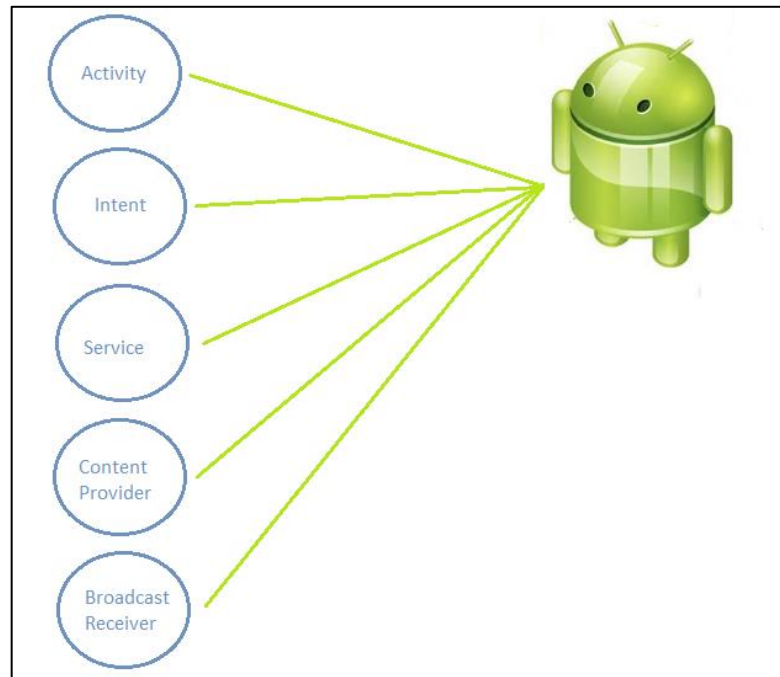 Activity
Intent
Service
Content
Provider
Broadcast
Receiver